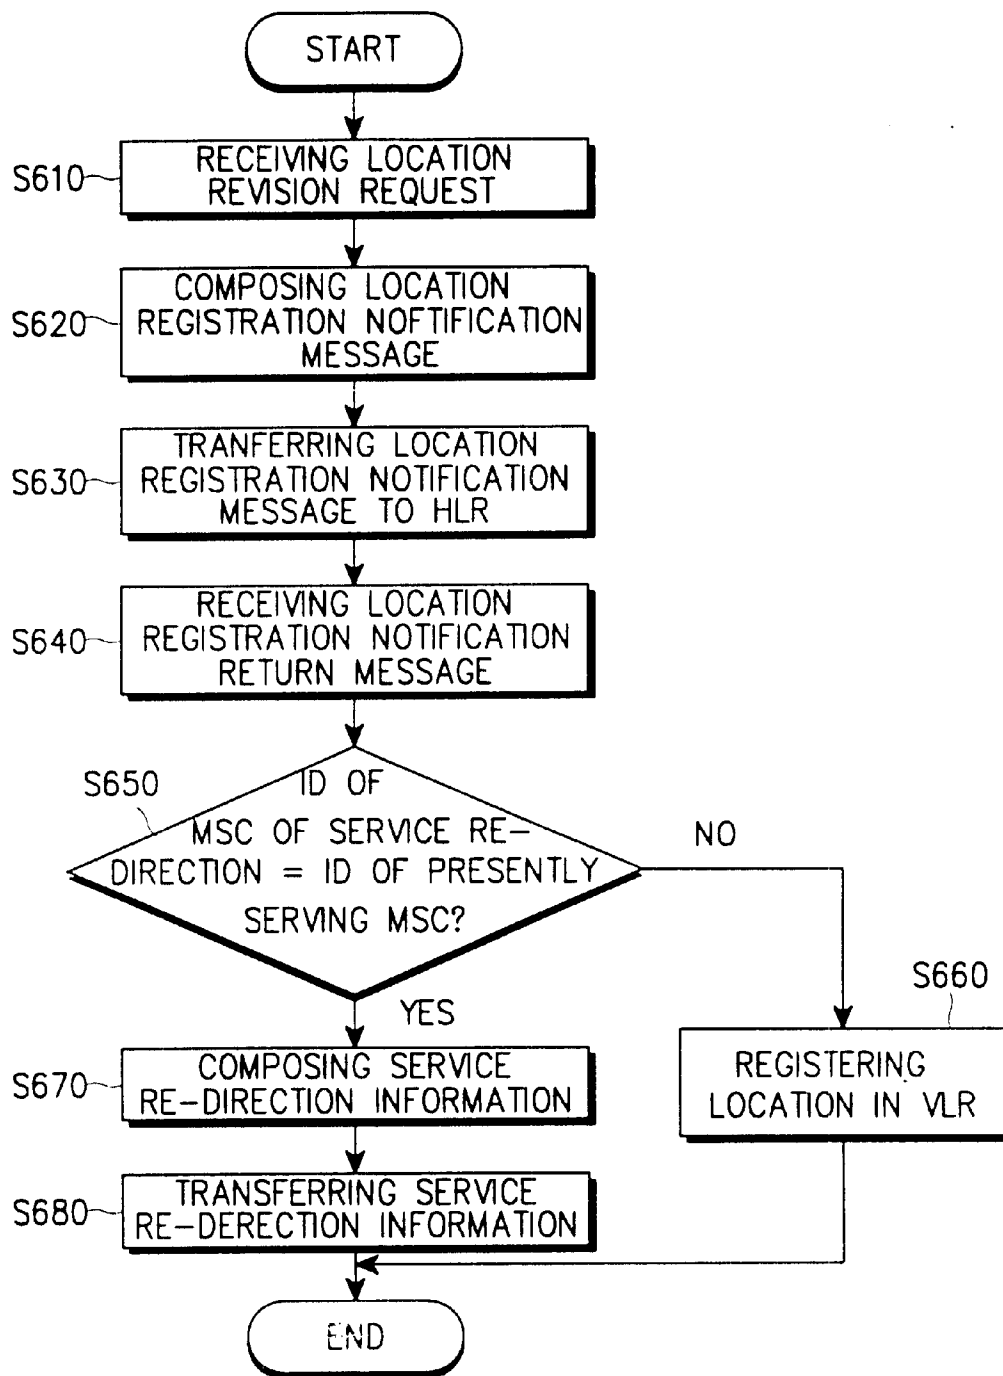 START
S610
RECEIVING LOCATION
REVISION REQUEST
S620
COMPOSING LOCATION
REGISTRATION NOFTIFICATION
MESSAGE
S630
TRANFERRING LOCATION
REGISTRATION NOTIFICATION
MESSAGE TO HLR
S640
RECEIVING LOCATION
REGISTRATION NOTIFICATION
RETURN MESSAGE
S650
ID OF
MSC OF SERVICE RE-
DIRECTION = ID OF PRESENTLY
SERVING MSC?
NO
YES
S660
REGISTERING
LOCATION IN VLR
S670
COMPOSING SERVICE
RE-DIRECTION INFORMATION
S680
TRANSFERRING SERVICE
RE-DERECTION INFORMATION
END